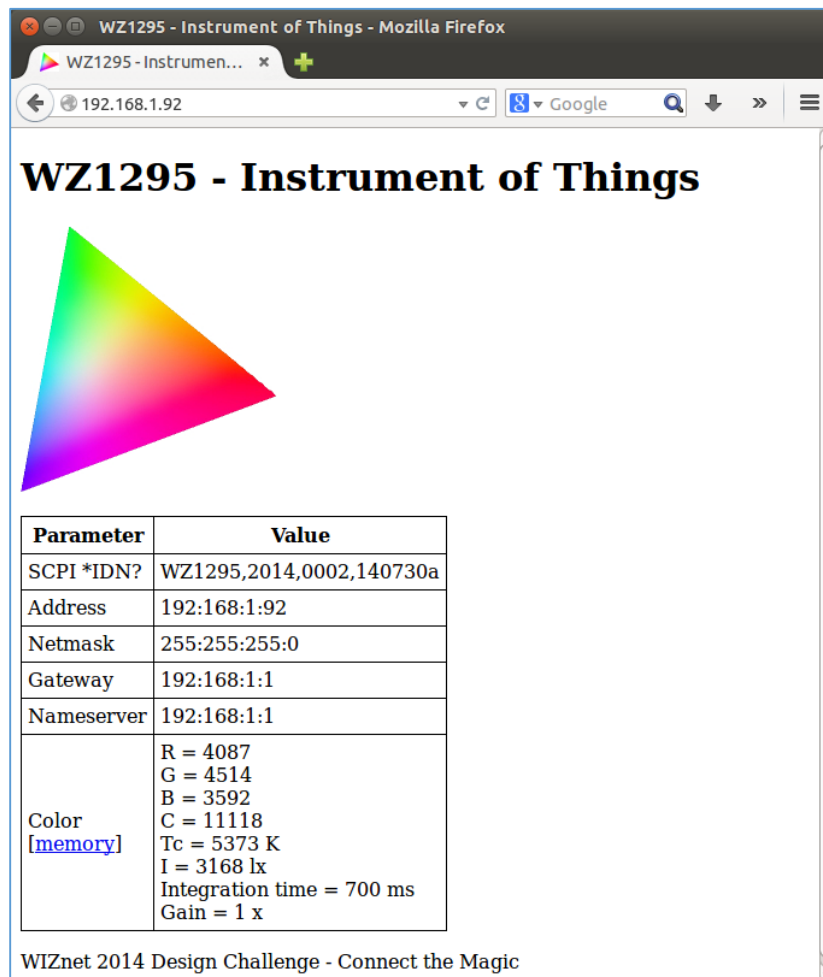 WZ1295 - Instrument of Things - Mozilla Firefox
WZ1295 - Instrumen...
192.168.1.92
8 Google
WZ1295 - Instrument of Things
Parameter Value
SCPI *IDN? WZ1295,2014,0002,140730a
Address 192:168:1:92
Netmask 255:255:255:0
Gateway 192:168:1:1
Nameserver 192:168:1:1
Color
[memory]
R = 4087
G = 4514
B = 3592
C = 11118
Tc = 5373 K
I = 3168 lx
Integration time = 700 ms
Gain = 1 x
WIZnet 2014 Design Challenge - Connect the Magic